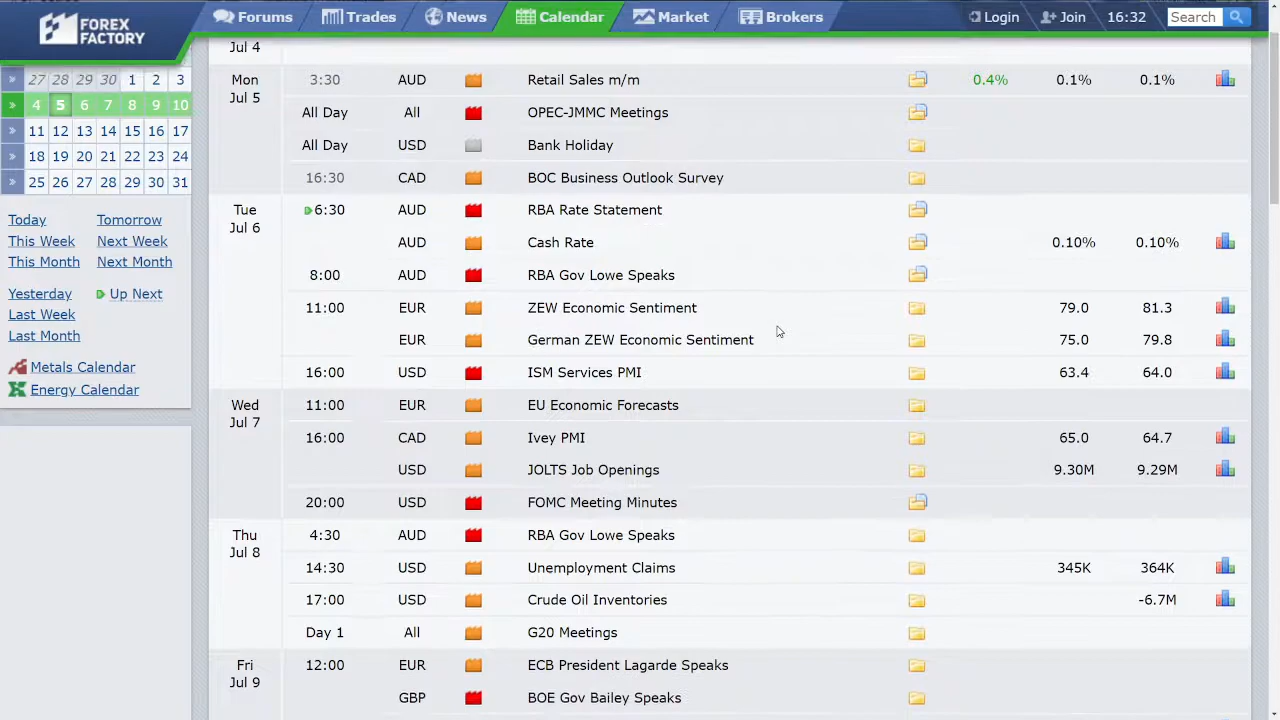 FOREX
FACTORY
Forums Trades News Calendar Market Brokers Login Join 16:32 Search
» 27 28 29 30 1 2 3
» 4 5 6 7 8 9 10
» 11 12 13 14 15 16 17
» 18 19 20 21 22 23 24
» 25 26 27 28 29 30 31
Today Tomorrow
This Week Next Week
This Month Next Month
Yesterday Up Next
Last Week
Last Month
Metals Calendar
Energy Calendar
Jul 4
Mon
Jul 5
3:30 AUD Retail Sales m/m 0.4% 0.1% 0.1%
All Day All OPEC-JMMC Meetings
All Day USD Bank Holiday
16:30 CAD BOC Business Outlook Survey
Tue
Jul 6
6:30 AUD RBA Rate Statement
AUD Cash Rate 0.10% 0.10%
8:00 AUD RBA Gov Lowe Speaks
11:00 EUR ZEW Economic Sentiment 79.0 81.3
EUR German ZEW Economic Sentiment 75.0 79.8
16:00 USD ISM Services PMI 63.4 64.0
Wed
Jul 7
11:00 EUR EU Economic Forecasts
16:00 CAD Ivey PMI 65.0 64.7
USD JOLTS Job Openings 9.30M 9.29M
20:00 USD FOMC Meeting Minutes
Thu
Jul 8
4:30 AUD RBA Gov Lowe Speaks
14:30 USD Unemployment Claims 345K 364K
17:00 USD Crude Oil Inventories -6.7M
Day 1 All G20 Meetings
Fri
Jul 9
12:00 EUR ECB President Lagarde Speaks
GBP BOE Gov Bailey Speaks